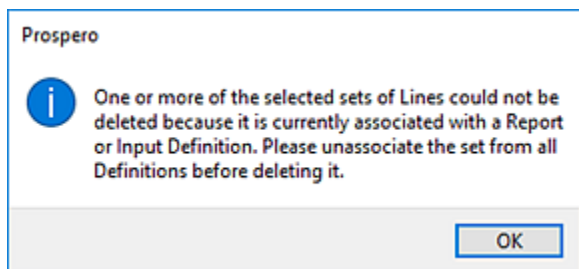 Prospero
One or more of the selected sets of Lines could not be
deleted because it is currently associated with a Report
or Input Definition. Please unassociate the set from all
Definitions before deleting it.
OK